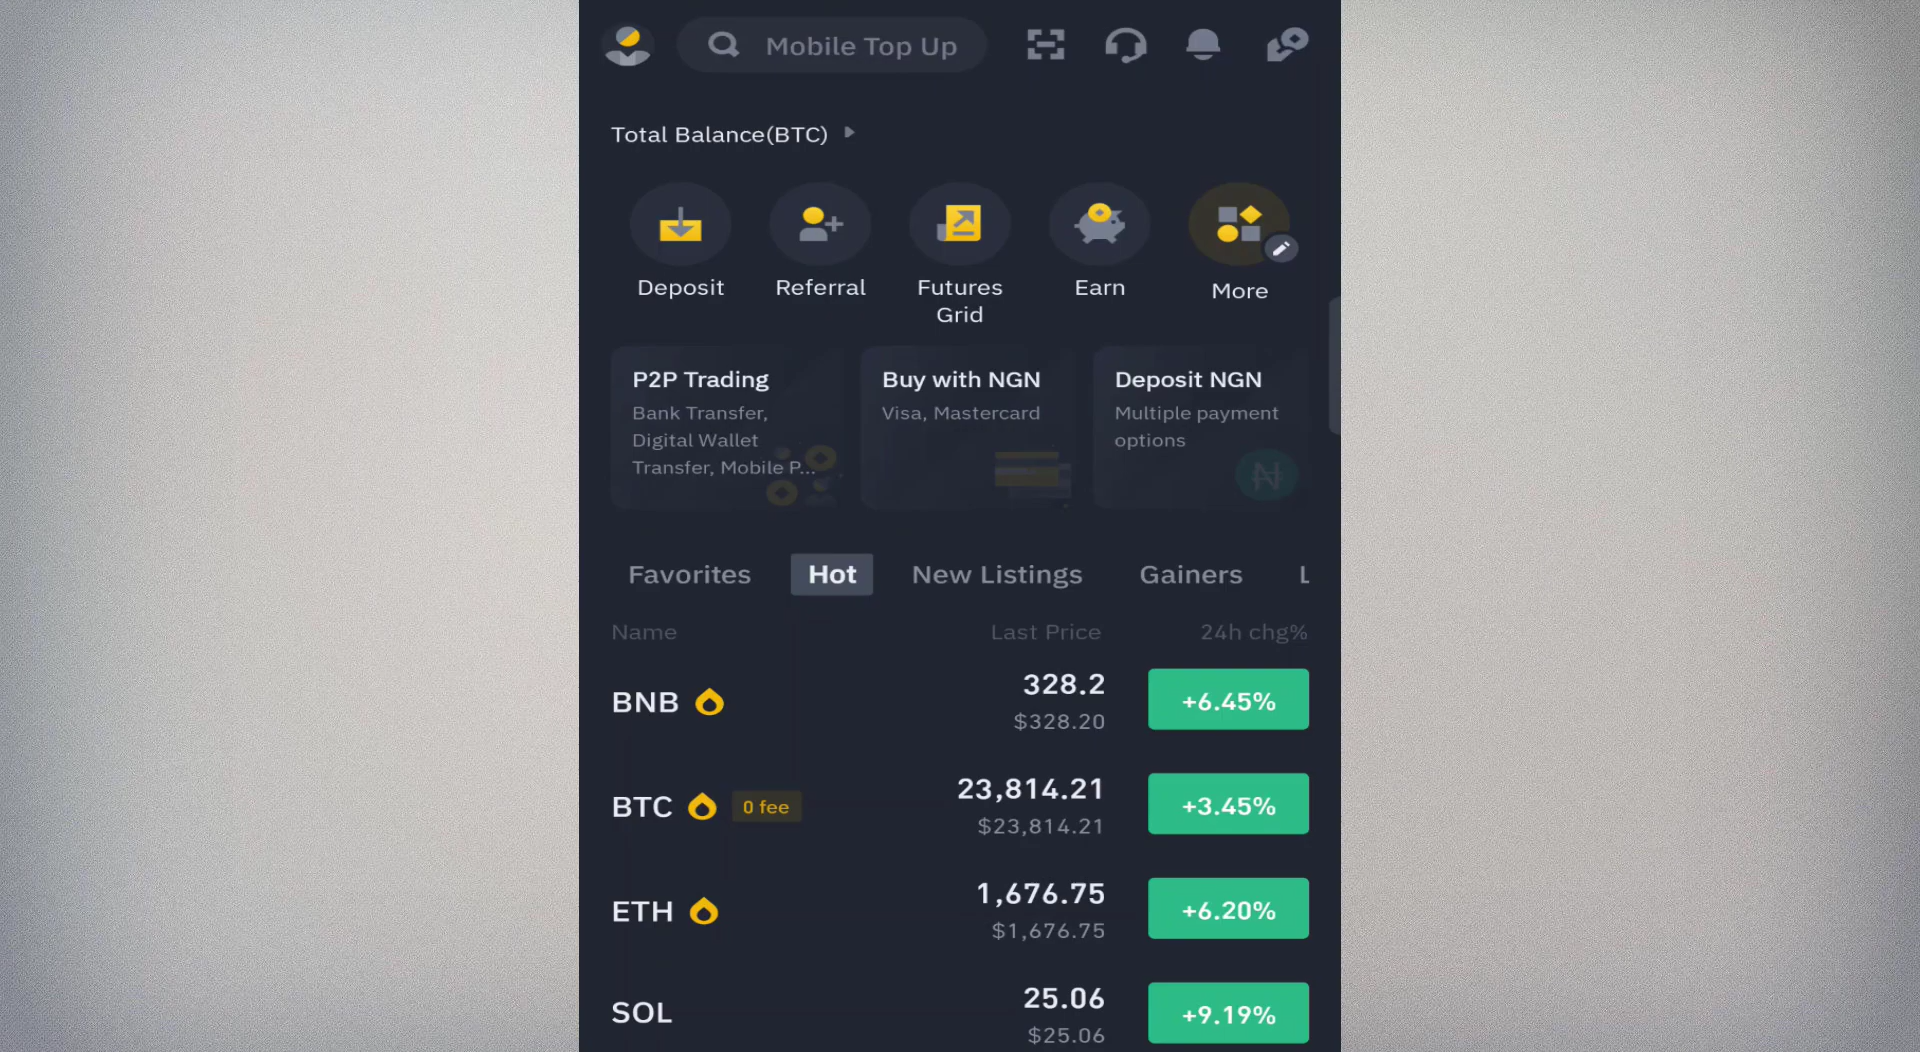 Mobile Top Up
Total Balance(BTC)
Deposit
Referral
Futures
Grid
Earn
More
P2P Trading
Bank Transfer,
Digital Wallet
Transfer, Mobile P...
Buy with NGN
Visa, Mastercard
Deposit NGN
Multiple payment
options
Favorites Hot New Listings Gainers L
Name Last Price 24h chg%
BNB 328.2 +6.45%
$328.20
BTC 0 fee 23,814.21 +3.45%
$23,814.21
ETH 1,676.75 +6.20%
$1,676.75
SOL 25.06 +9.19%
$25.06